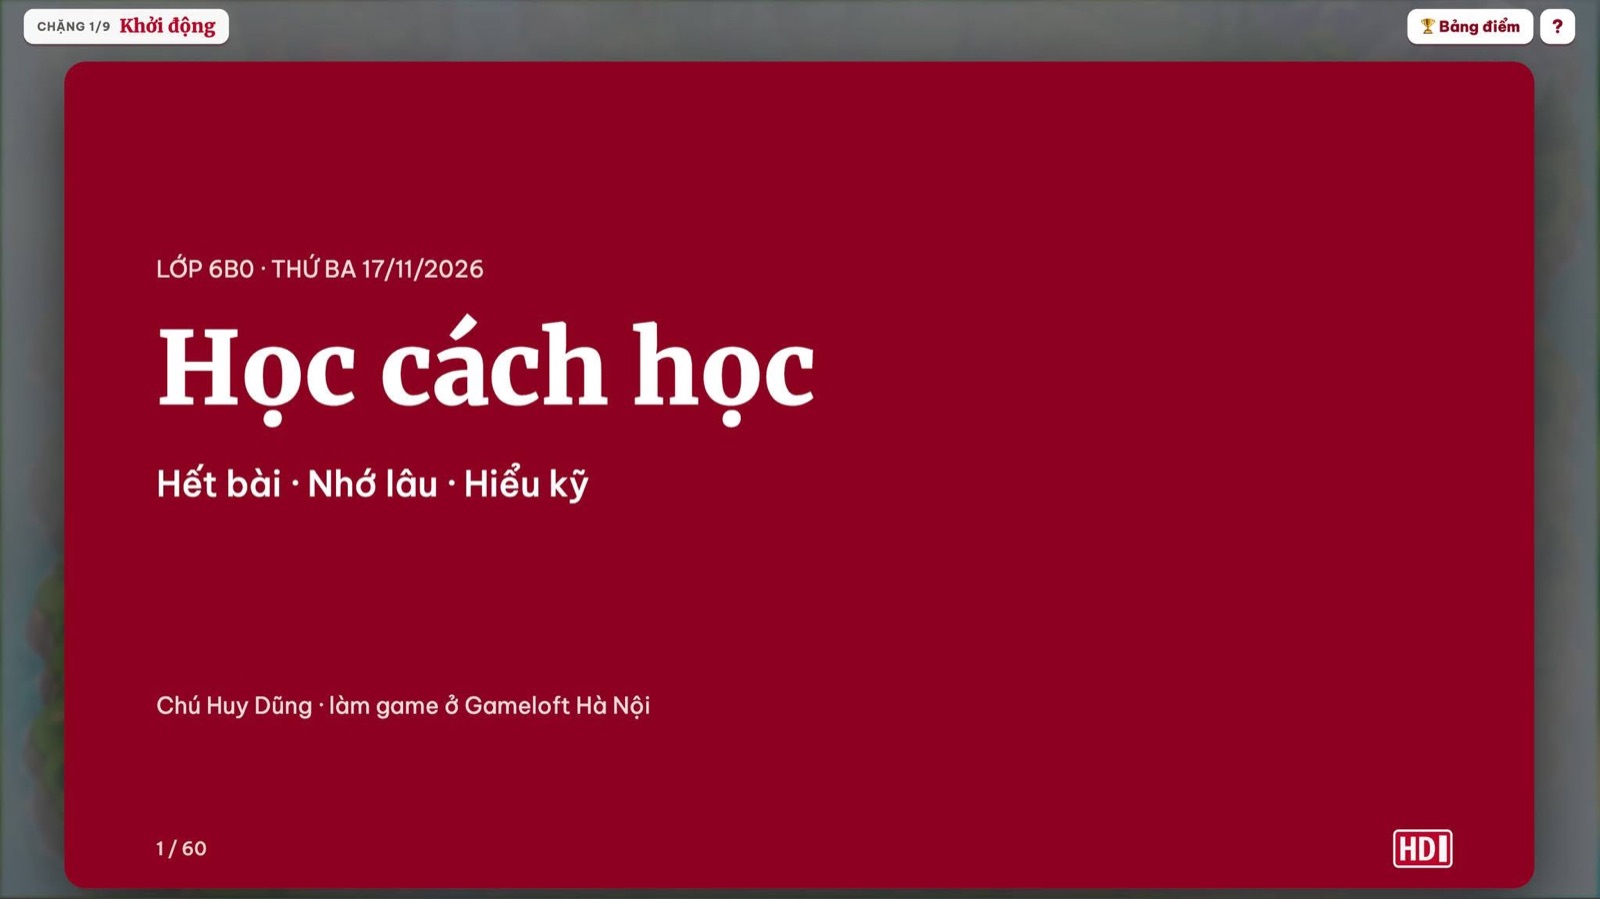 CHẶNG 1/9 Khởi động
🏆 Bảng điểm ?
LỚP 6B0 · THỨ BA 17/11/2026
Học cách học
Hết bài · Nhớ lâu · Hiểu kỹ
Chú Huy Dũng · làm game ở Gameloft Hà Nội
1 / 60
HDI